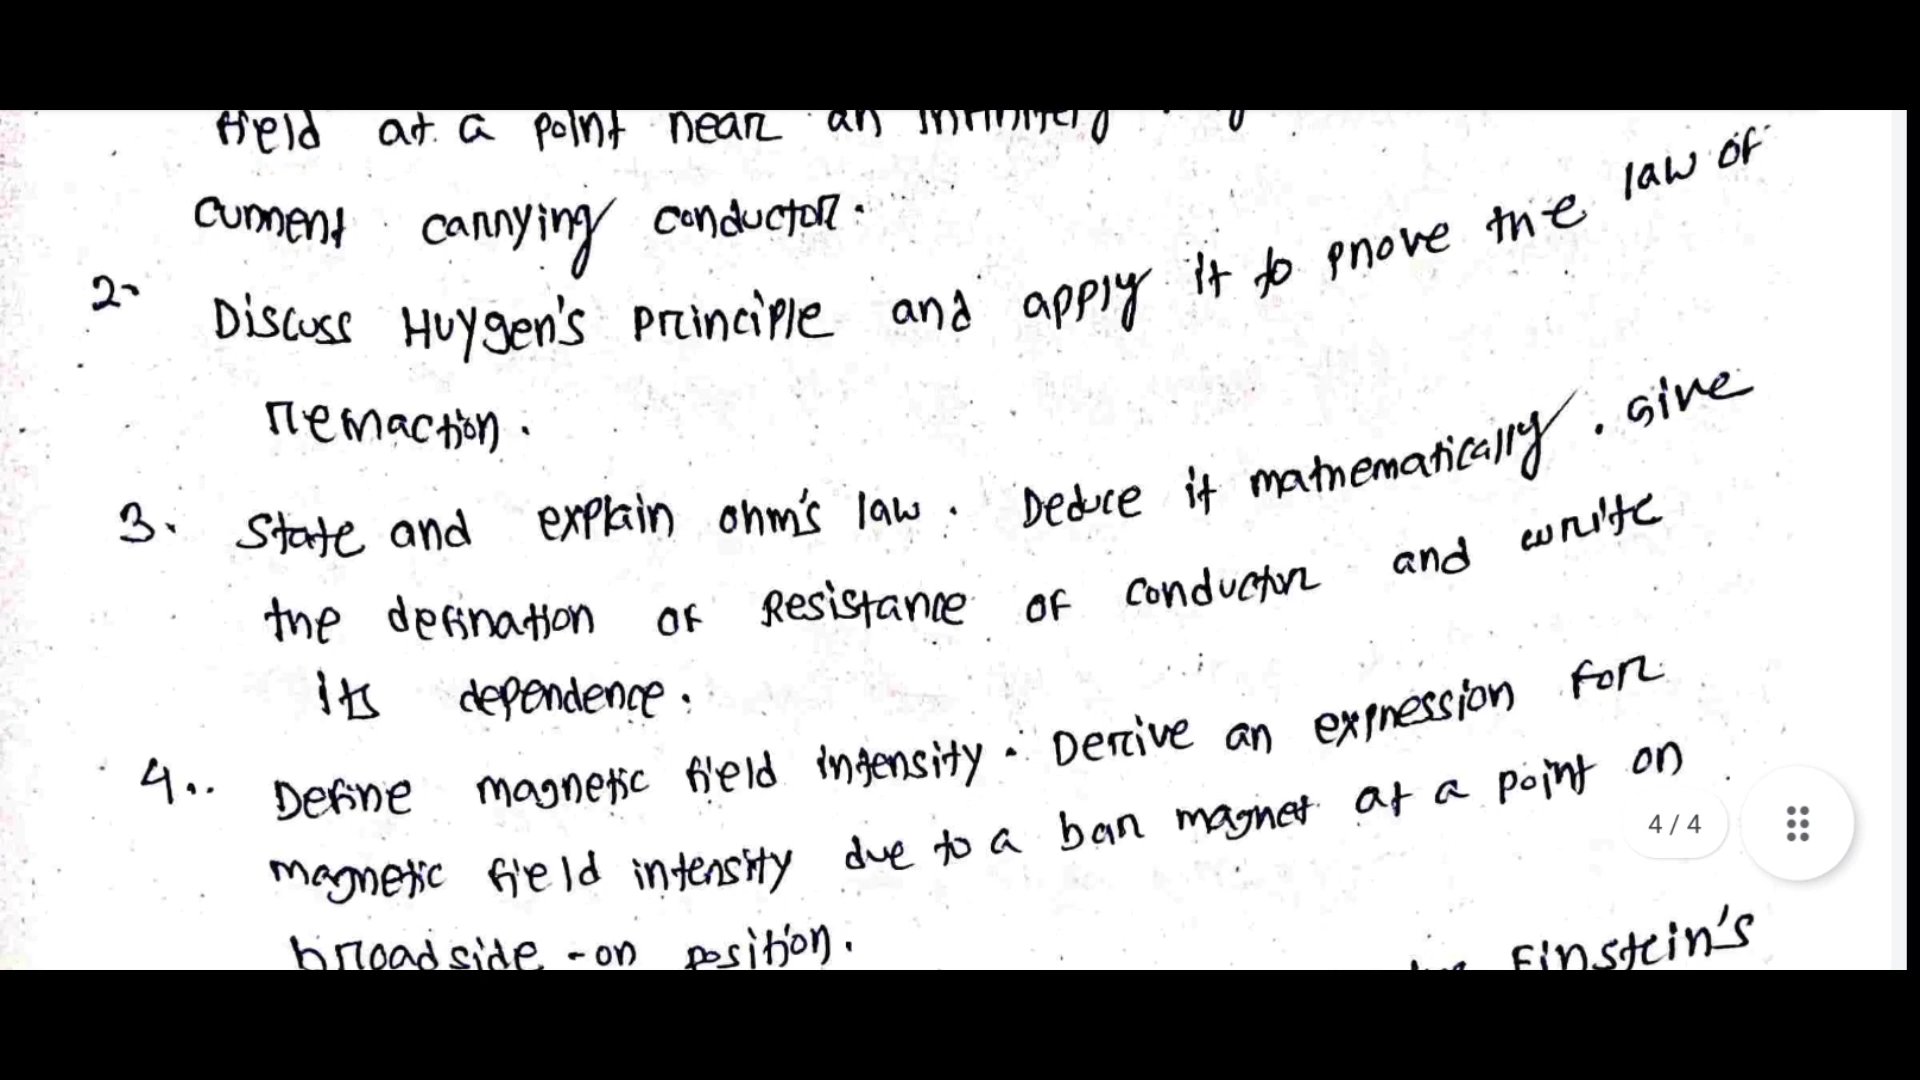 field at a point near an infinitely
current carrying conductor.
2. Discuss Huygen's principle and apply it to prove the law of
refraction.
3. State and explain ohm's law. Deduce it mathematically. Give
the defination of Resistance of conductor and write
its dependence.
4. Define magnetic field intensity. Derive an expression for
magnetic field intensity due to a bar magnet at a point on
broadside-on position.
Einstein's
4 / 4